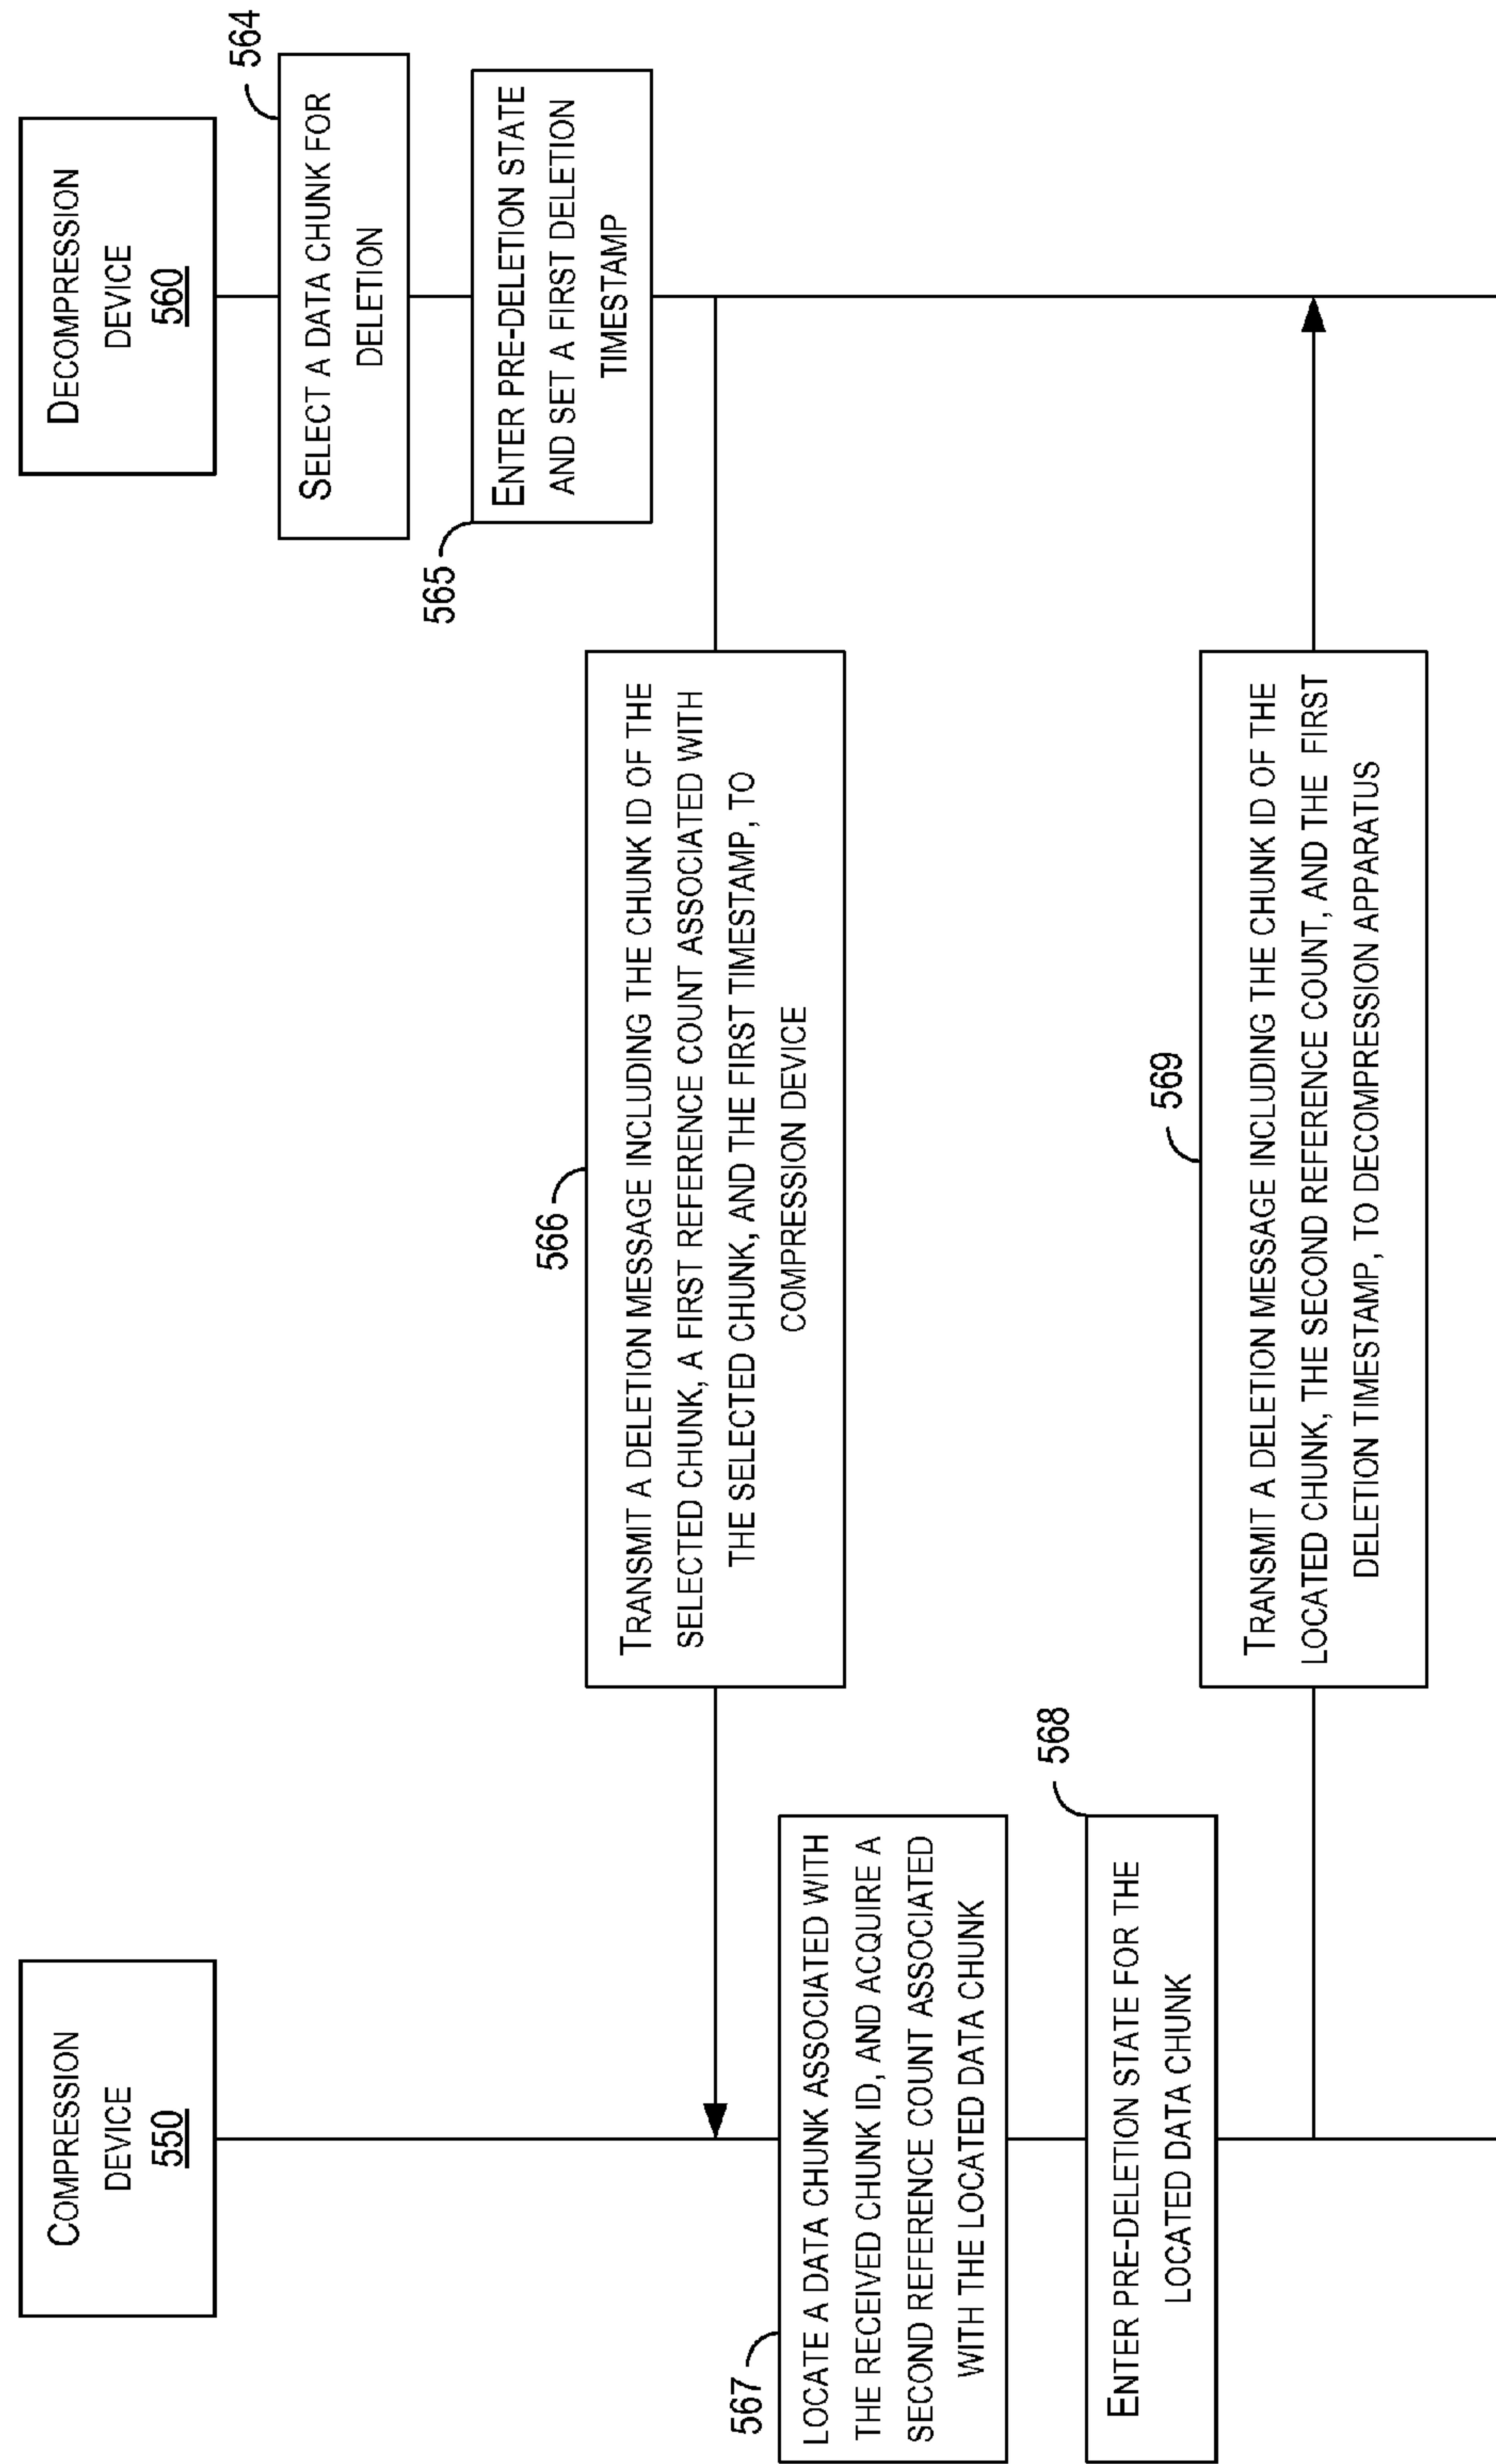 COMPRESSION
DEVICE
550
DECOMPRESSION
DEVICE
560
564
SELECT A DATA CHUNK FOR
DELETION
565
ENTER PRE-DELETION STATE
AND SET A FIRST DELETION
TIMESTAMP
566
TRANSMIT A DELETION MESSAGE INCLUDING THE CHUNK ID OF THE
SELECTED CHUNK, A FIRST REFERENCE COUNT ASSOCIATED WITH
THE SELECTED CHUNK, AND THE FIRST TIMESTAMP, TO
COMPRESSION DEVICE
567
LOCATE A DATA CHUNK ASSOCIATED WITH
THE RECEIVED CHUNK ID, AND ACQUIRE A
SECOND REFERENCE COUNT ASSOCIATED
WITH THE LOCATED DATA CHUNK
568
ENTER PRE-DELETION STATE FOR THE
LOCATED DATA CHUNK
569
TRANSMIT A DELETION MESSAGE INCLUDING THE CHUNK ID OF THE
LOCATED CHUNK, THE SECOND REFERENCE COUNT, AND THE FIRST
DELETION TIMESTAMP, TO DECOMPRESSION APPARATUS